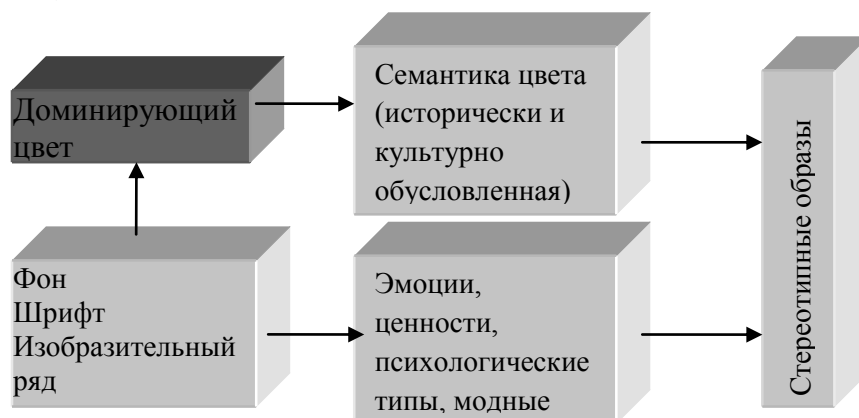 Доминирующий
цвет
Семантика цвета
(исторически и
культурно
обусловленная)
Фон
Шрифт
Изобразительный
ряд
Эмоции,
ценности,
психологические
типы, модные
Стереотипные образы